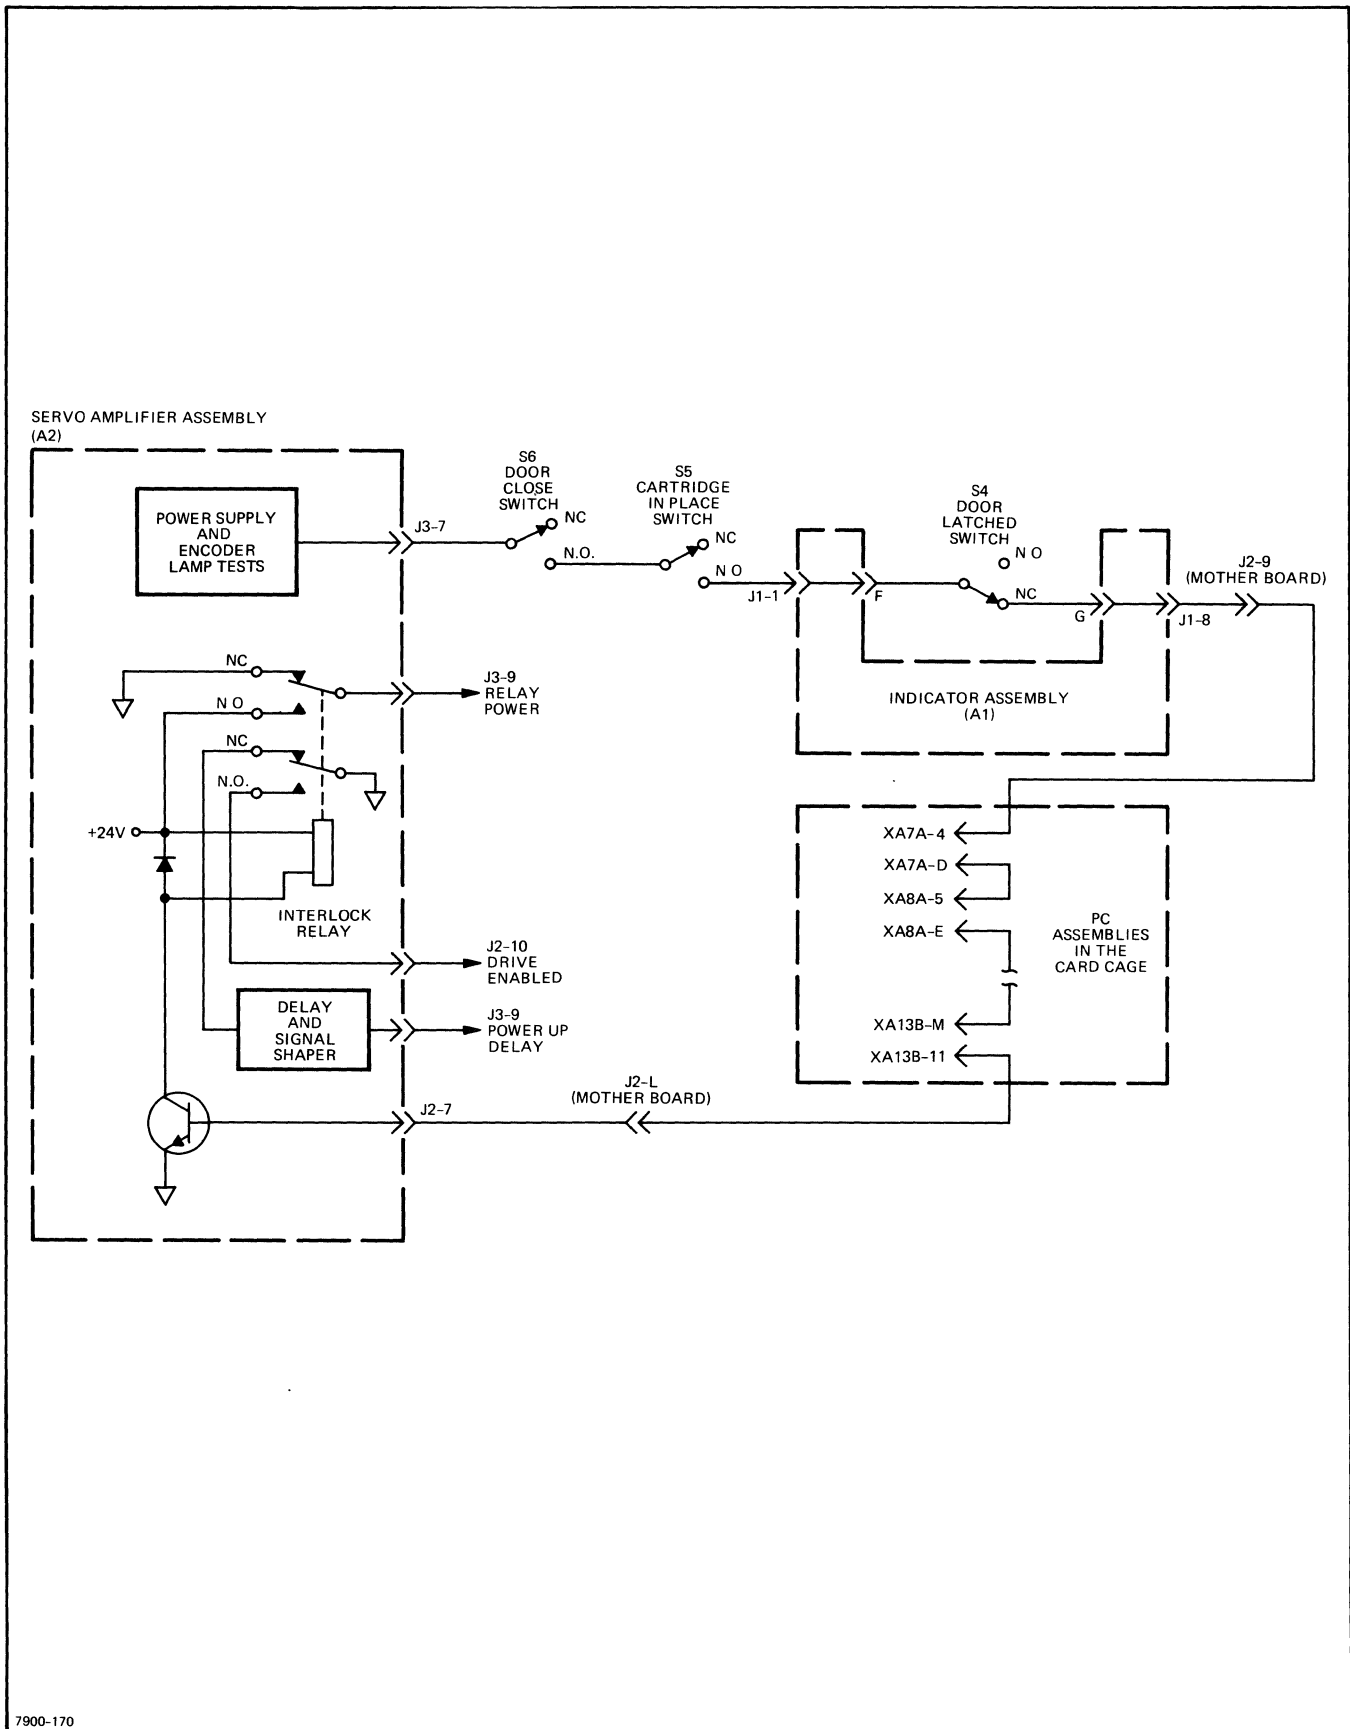 SERVO AMPLIFIER ASSEMBLY
(A2)
POWER SUPPLY
AND
ENCODER
LAMP TESTS
J3-7
S6
DOOR
CLOSE
SWITCH
NC
N.O.
S5
CARTRIDGE
IN PLACE
SWITCH
NC
N O
J1-1
F
S4
DOOR
LATCHED
SWITCH
N O
NC
G
J1-8
J2-9
(MOTHER BOARD)
INDICATOR ASSEMBLY
(A1)
NC
N O
NC
N.O.
J3-9
RELAY
POWER
+24V
INTERLOCK
RELAY
J2-10
DRIVE
ENABLED
DELAY
AND
SIGNAL
SHAPER
J3-9
POWER UP
DELAY
XA7A-4
XA7A-D
XA8A-5
XA8A-E
XA13B-M
XA13B-11
PC
ASSEMBLIES
IN THE
CARD CAGE
J2-7
J2-L
(MOTHER BOARD)
7900-170